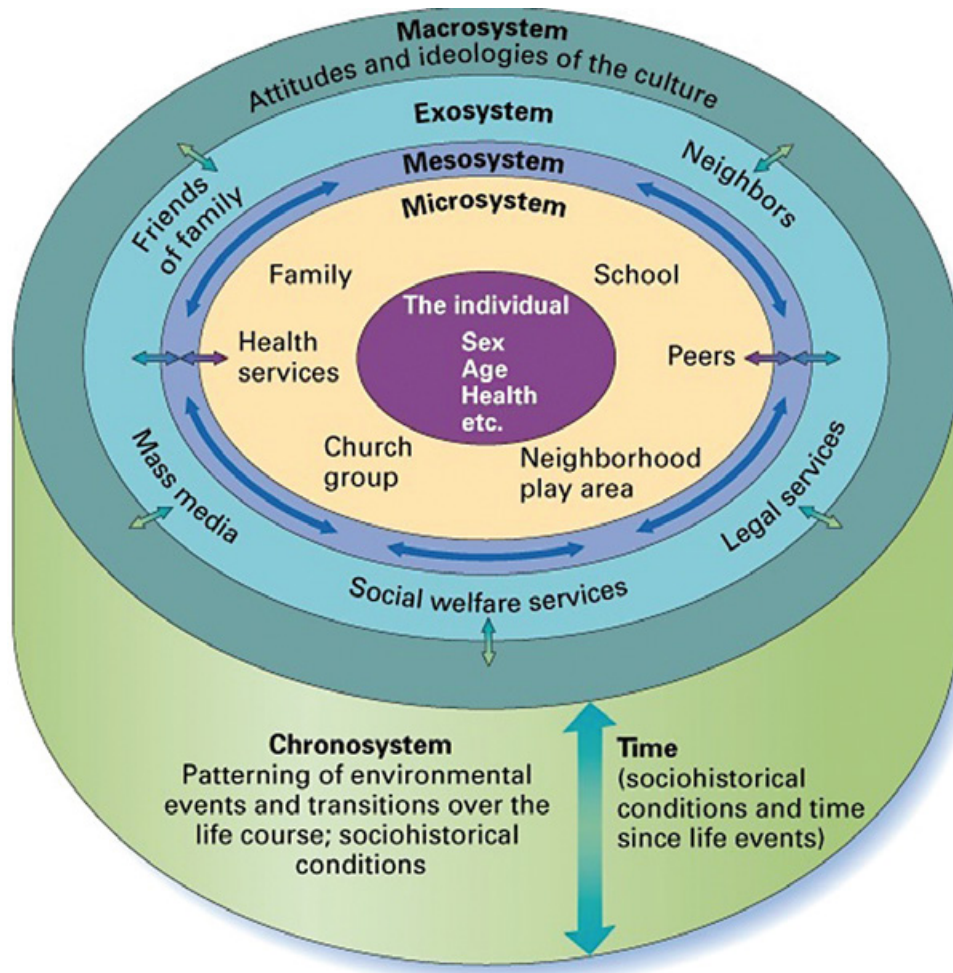 Macrosystem
Attitudes and ideologies of the culture
Exosystem
Mesosystem
Microsystem
Friends
of family
Neighbors
Family
School
The individual
Sex
Age
Health
etc.
Health
services
Peers
Church
group
Neighborhood
play area
Mass media
Legal services
Social welfare services
Chronosystem
Patterning of environmental
events and transitions over the
life course; sociohistorical
conditions
Time
(sociohistorical
conditions and time
since life events)